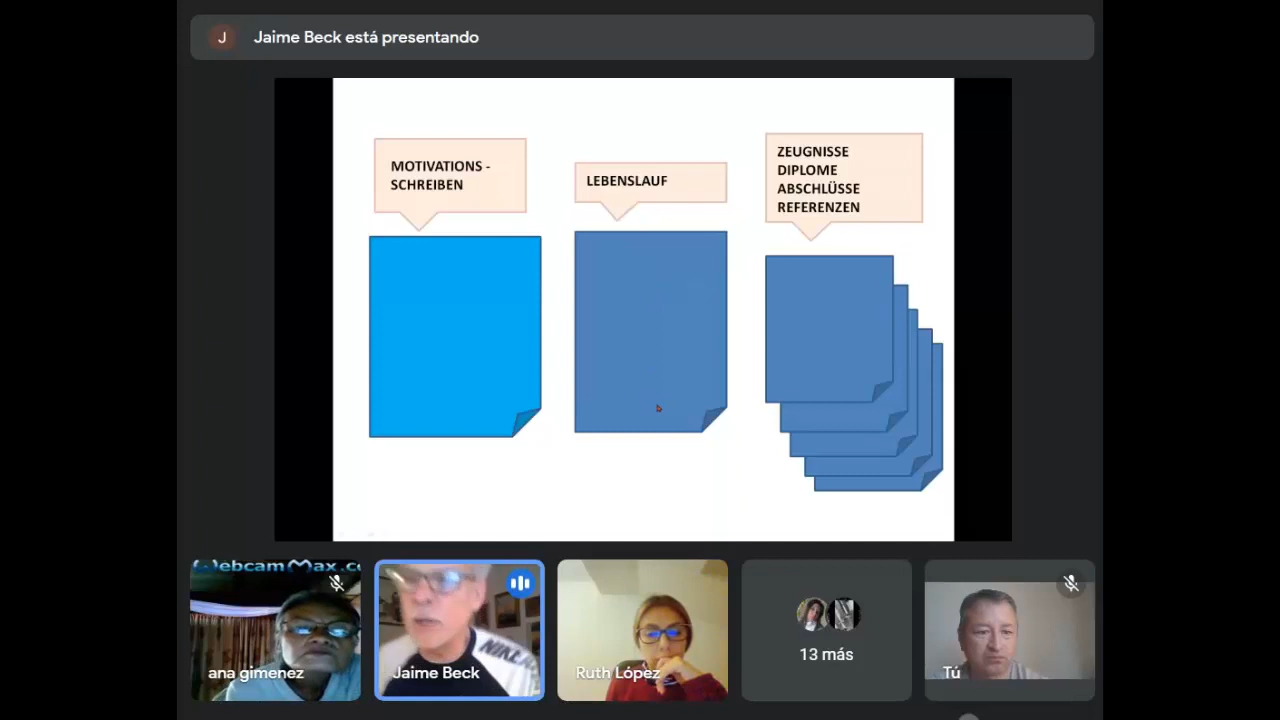 J Jaime Beck está presentando
MOTIVATIONS -
SCHREIBEN
LEBENSLAUF
ZEUGNISSE
DIPLOME
ABSCHLÜSSE
REFERENZEN
ana gimenez
Jaime Beck
Ruth López
13 más
Tú